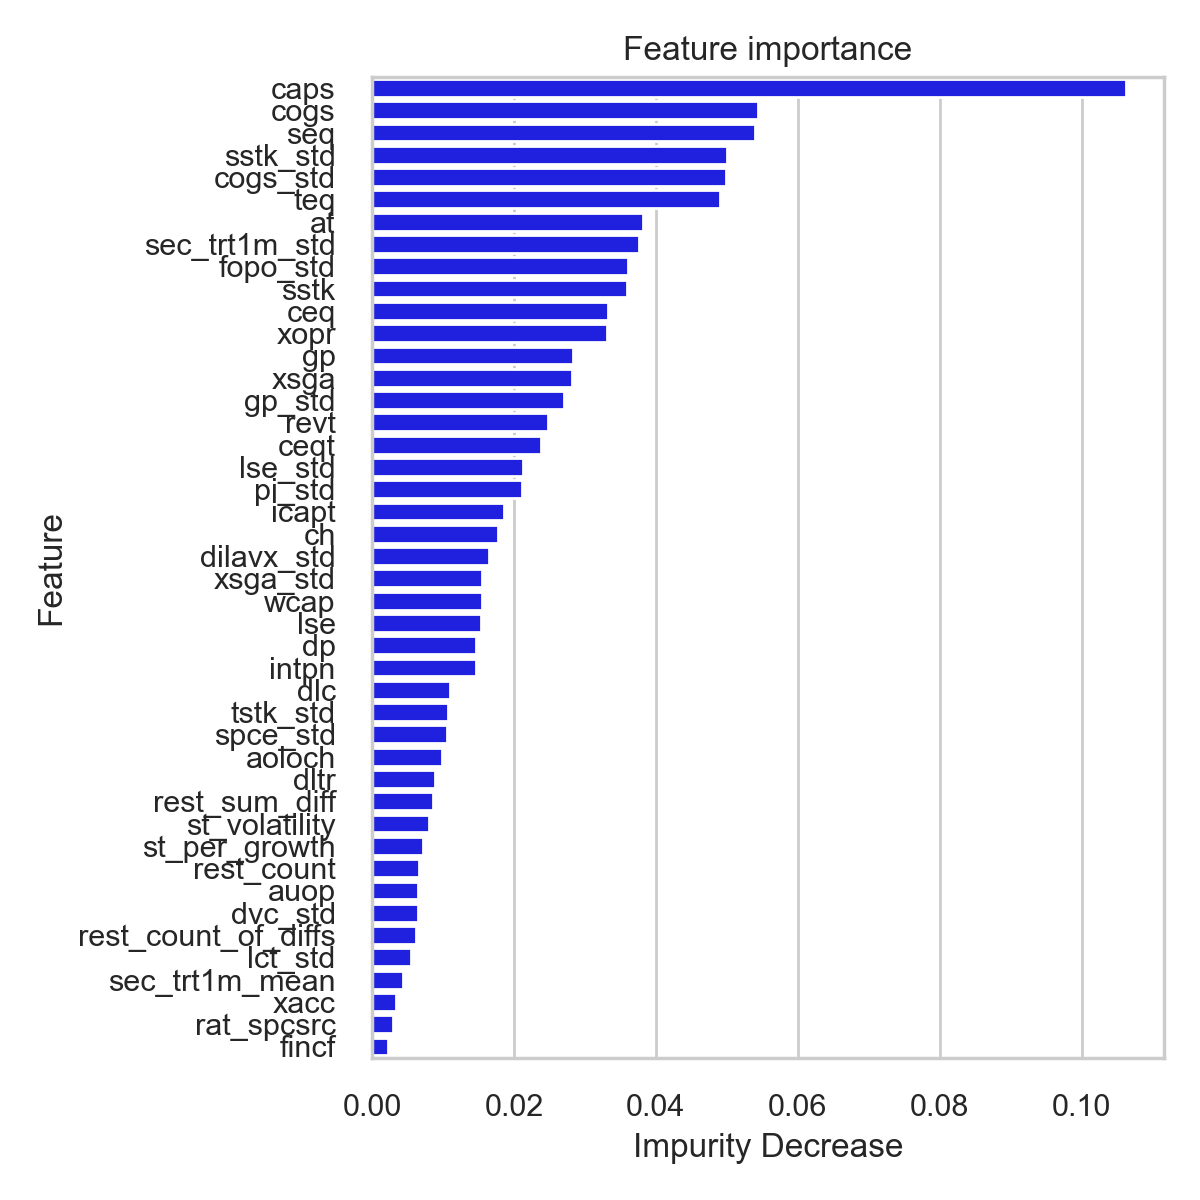 Feature importance
caps
cogs
seq
sstk_std
cogs_std
teq
at
sec_trt1m_std
fopo_std
sstk
ceq
xopr
gp
xsga
gp_std
revt
ceqt
lse_std
pi_std
icapt
ch
dilavx_std
xsga_std
wcap
lse
dp
intpn
dlc
tstk_std
spce_std
aoloch
dltr
rest_sum_diff
st_volatility
st_per_growth
rest_count
auop
dvc_std
rest_count_of_diffs
lct_std
sec_trt1m_mean
xacc
rat_spcsrc
fincf
Feature
0.00 0.02 0.04 0.06 0.08 0.10
Impurity Decrease